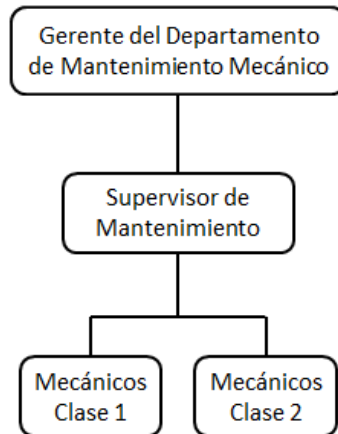 Gerente del Departamento
de Mantenimiento Mecánico
Supervisor de
Mantenimiento
Mecánicos
Clase 1
Mecánicos
Clase 2